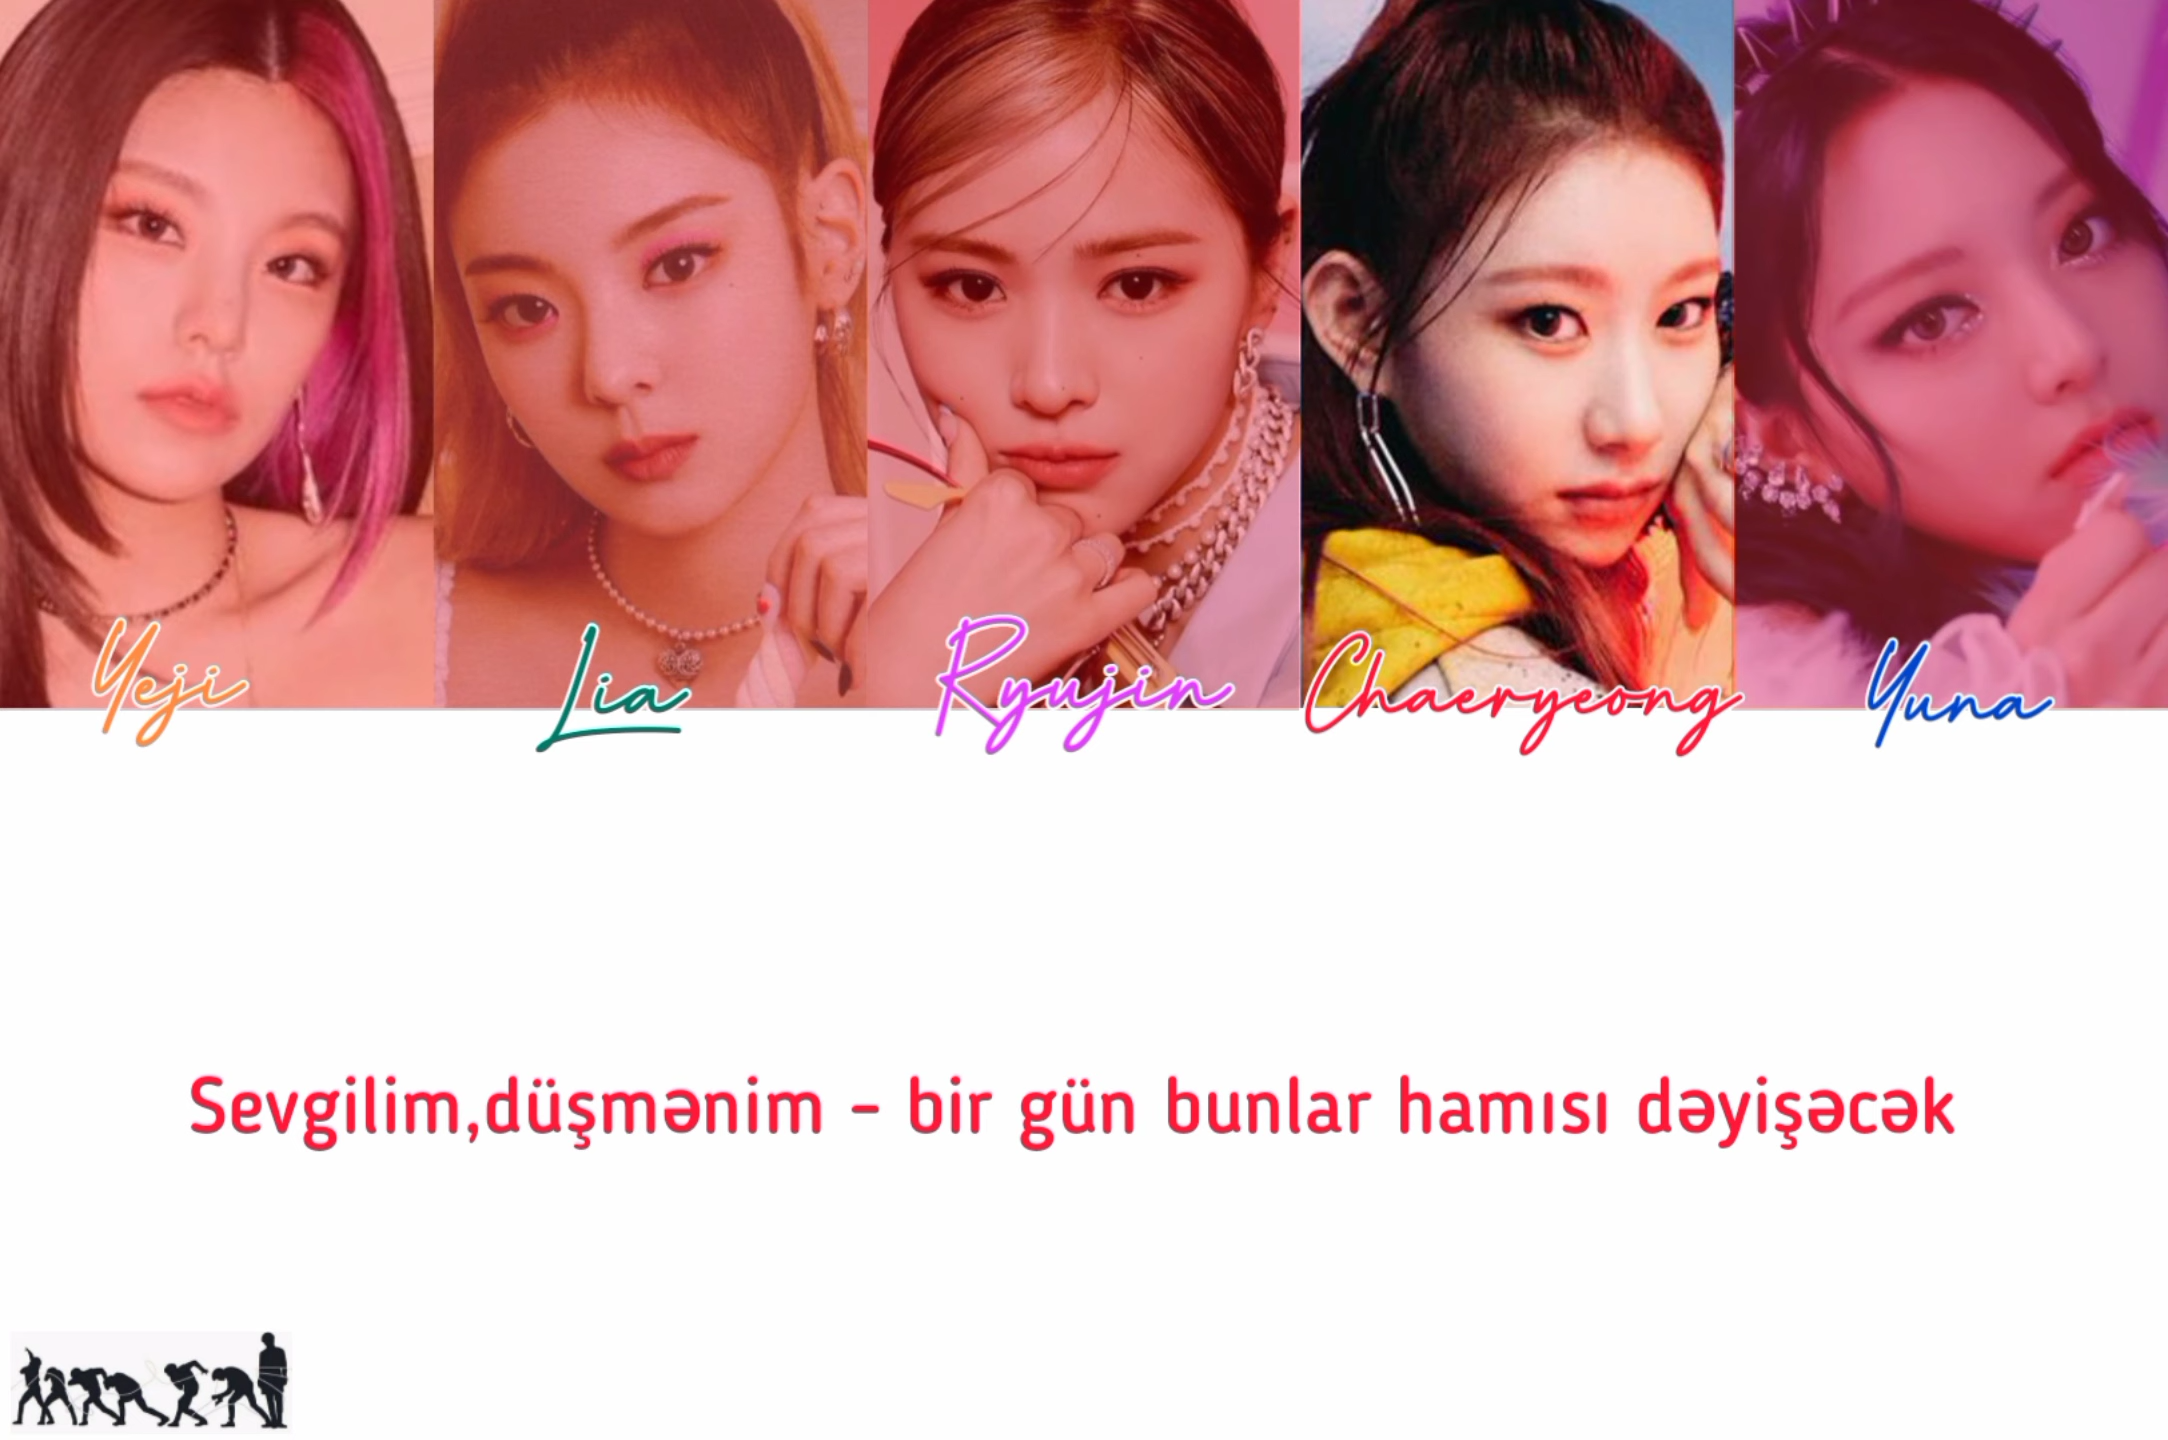 Yeji
Lia
Ryujin
Chaeryeong
Yuna
Sevgilim,düşmənim - bir gün bunlar hamısı dəyişəcək